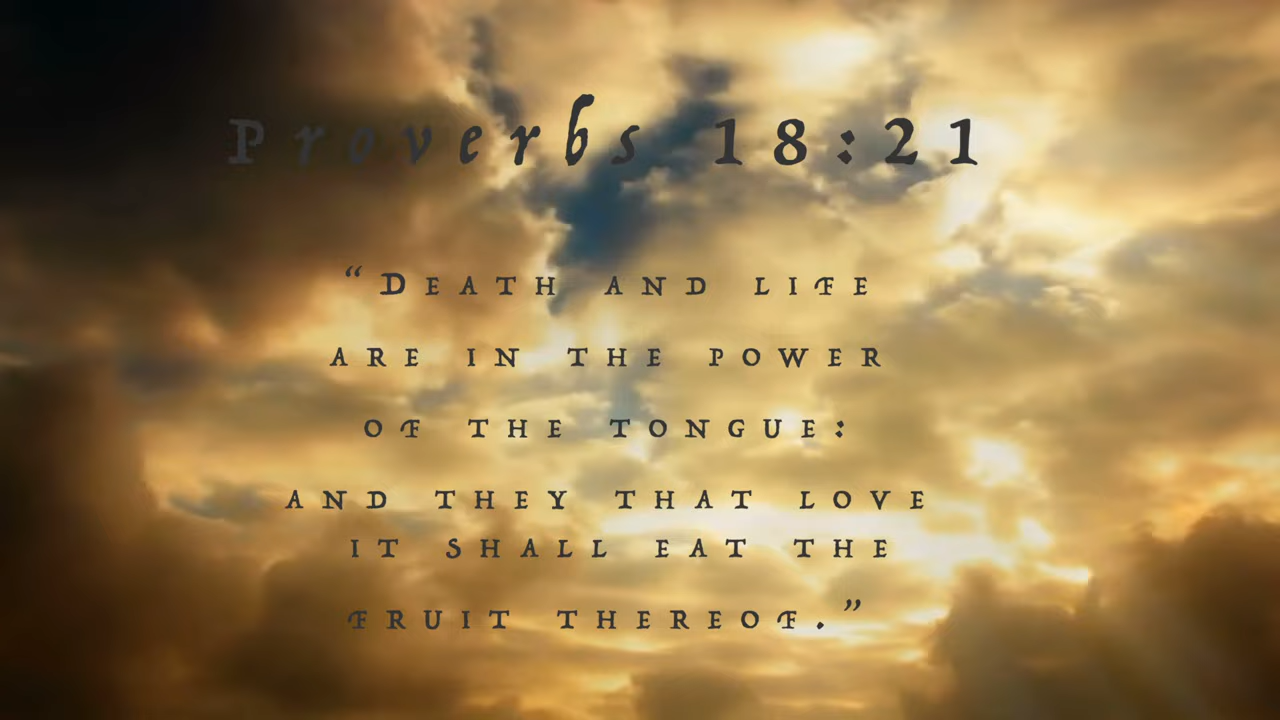 Proverbs 18:21
“Death and life
are in the power
of the tongue:
and they that love
it shall eat the
fruit thereof.”